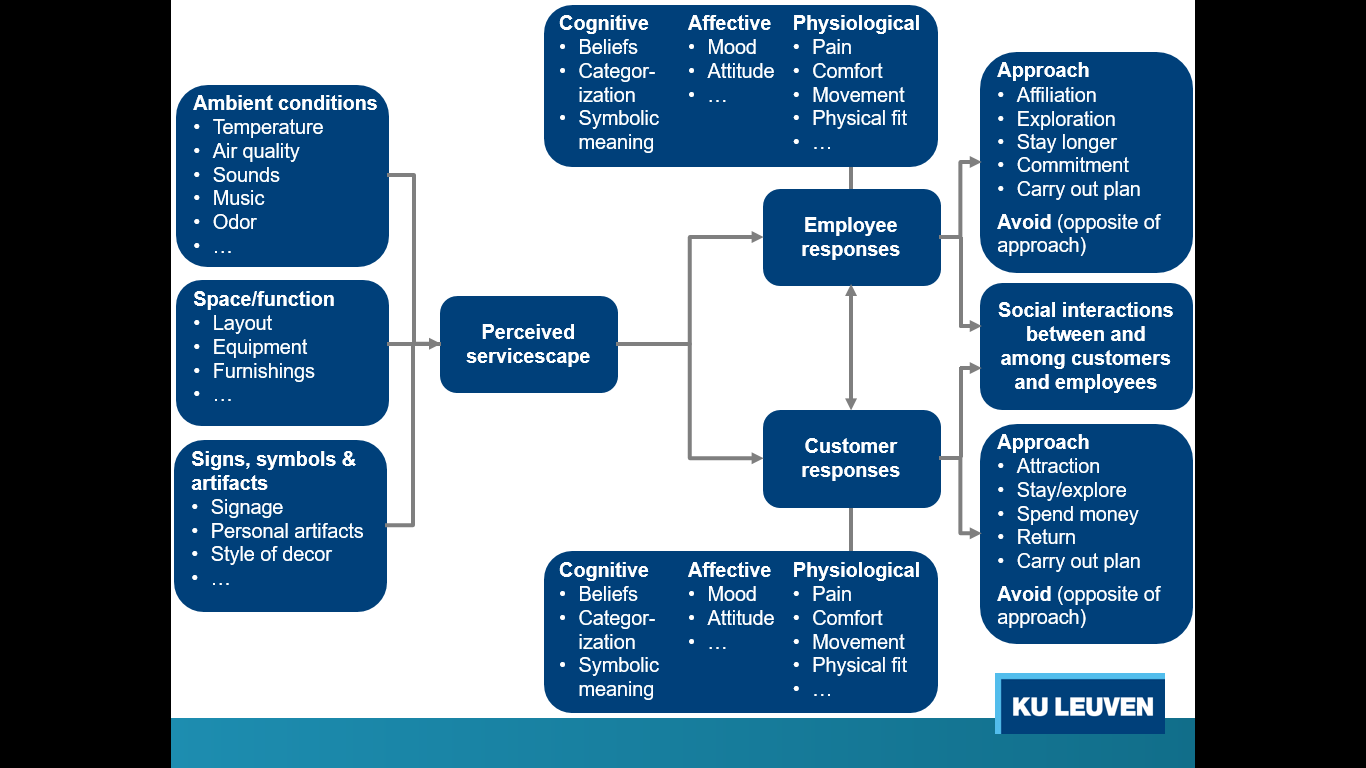 Ambient conditions
• Temperature
• Air quality
• Sounds
• Music
• Odor
• …
Space/function
• Layout
• Equipment
• Furnishings
• …
Signs, symbols &
artifacts
• Signage
• Personal artifacts
• Style of decor
• …
Perceived
servicescape
Cognitive
• Beliefs
• Categor-
ization
• Symbolic
meaning
Affective
• Mood
• Attitude
• …
Physiological
• Pain
• Comfort
• Movement
• Physical fit
• …
Employee
responses
Customer
responses
Cognitive
• Beliefs
• Categor-
ization
• Symbolic
meaning
Affective
• Mood
• Attitude
• …
Physiological
• Pain
• Comfort
• Movement
• Physical fit
• …
Approach
• Affiliation
• Exploration
• Stay longer
• Commitment
• Carry out plan
Avoid (opposite of
approach)
Social interactions
between and
among customers
and employees
Approach
• Attraction
• Stay/explore
• Spend money
• Return
• Carry out plan
Avoid (opposite of
approach)
KU LEUVEN